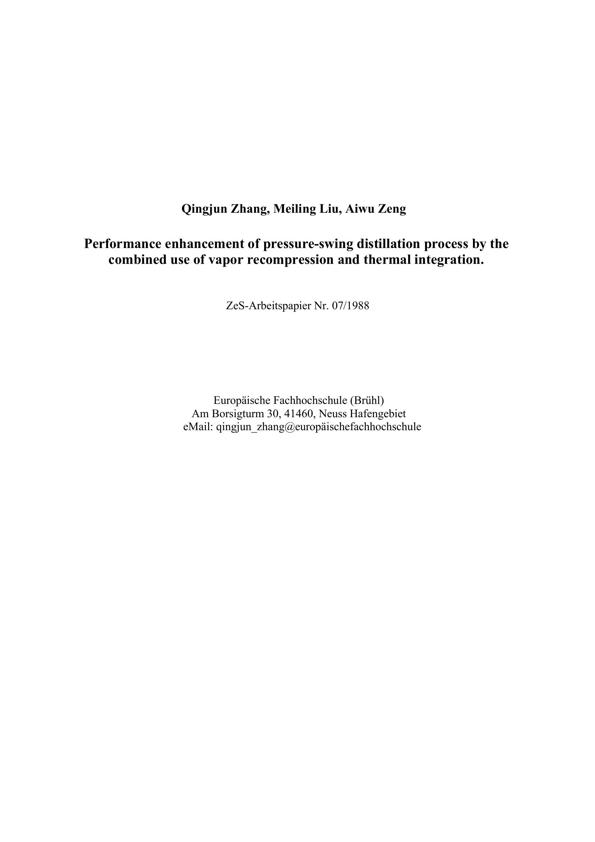 Qingjun Zhang, Meiling Liu, Aiwu Zeng
Performance enhancement of pressure-swing distillation process by the
combined use of vapor recompression and thermal integration.
ZeS-Arbeitspapier Nr. 07/1988
Europäische Fachhochschule (Brühl)
Am Borsigturm 30, 41460, Neuss Hafengebiet
eMail: qingjun_zhang@europäischefachhochschule